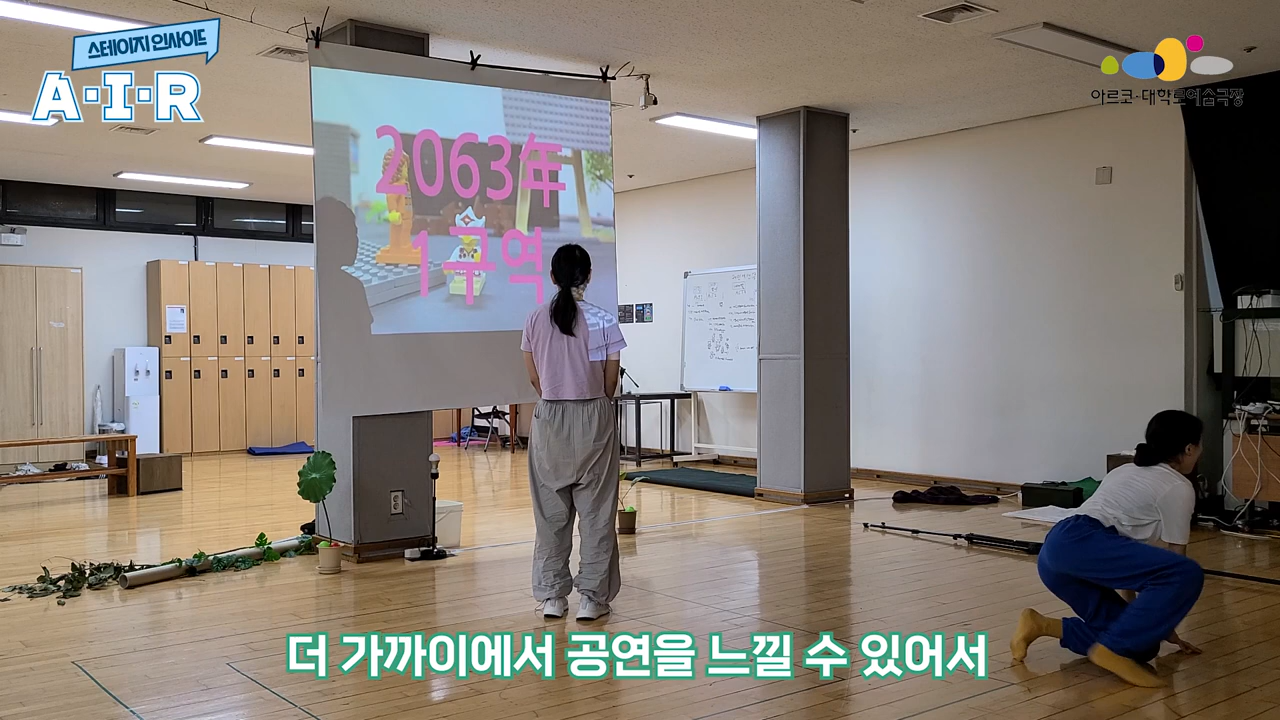 스테이지 인사이드
A·I·R
아르코·대학로예술극장
2063年
1구역
더 가까이에서 공연을 느낄 수 있어서